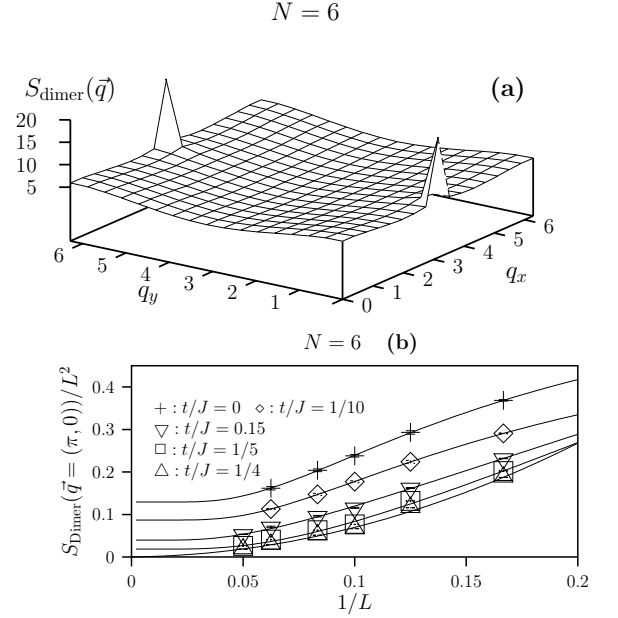 N = 6
S_dimer(q⃗)
(a)
20
15
10
5
6
5
4
3
2
1
q_y
0
1
2
3
4
5
6
q_x
N = 6 (b)
S_Dimer(q⃗ = (π, 0))/L²
0.4
0.3
0.2
0.1
0
+ : t/J = 0 ◇ : t/J = 1/10
▽ : t/J = 0.15
□ : t/J = 1/5
△ : t/J = 1/4
0 0.05 0.1 0.15 0.2
1/L